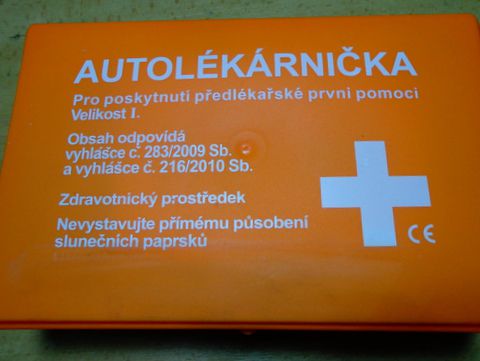 AUTOLÉKÁRNIČKA
Pro poskytnutí předlékařské první pomoci
Velikost I.
Obsah odpovídá
vyhlášce č. 283/2009 Sb.
a vyhlášce č. 216/2010 Sb.
Zdravotnický prostředek
Nevystavujte přímému působení
slunečních paprsků
CE